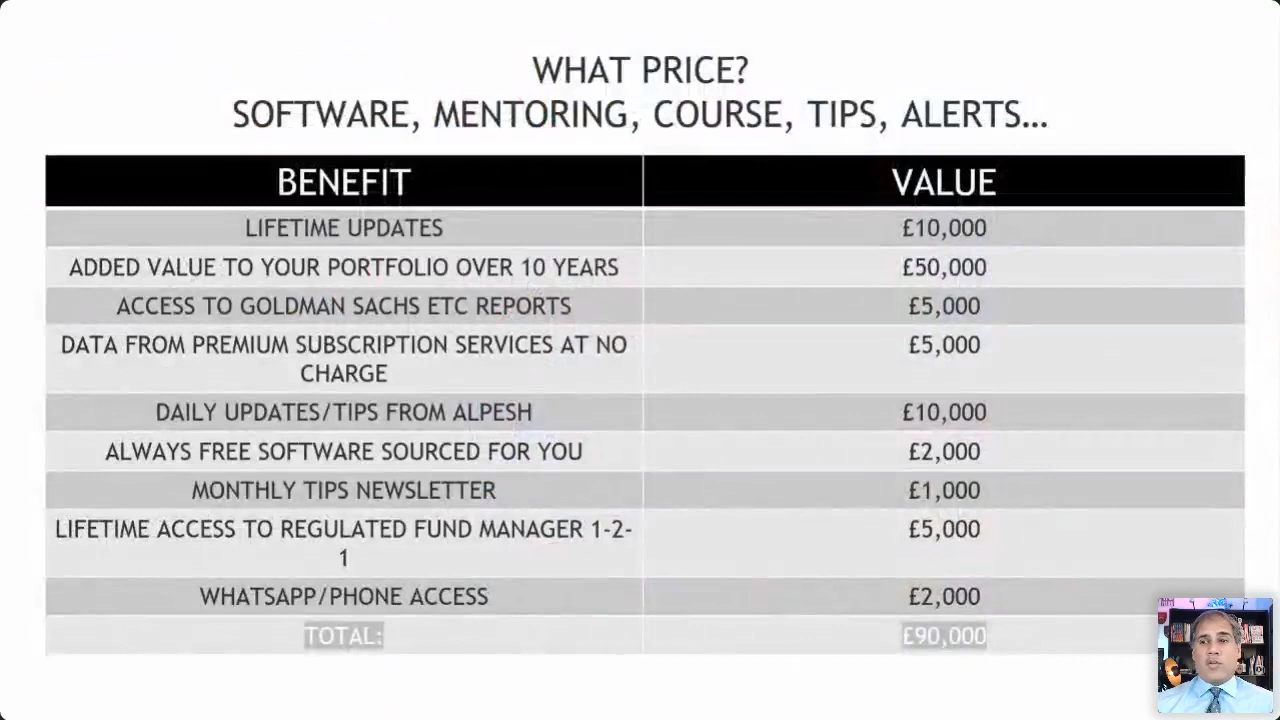 WHAT PRICE?
SOFTWARE, MENTORING, COURSE, TIPS, ALERTS...
BENEFIT VALUE
LIFETIME UPDATES £10,000
ADDED VALUE TO YOUR PORTFOLIO OVER 10 YEARS £50,000
ACCESS TO GOLDMAN SACHS ETC REPORTS £5,000
DATA FROM PREMIUM SUBSCRIPTION SERVICES AT NO £5,000
CHARGE
DAILY UPDATES/TIPS FROM ALPESH £10,000
ALWAYS FREE SOFTWARE SOURCED FOR YOU £2,000
MONTHLY TIPS NEWSLETTER £1,000
LIFETIME ACCESS TO REGULATED FUND MANAGER 1-2- £5,000
1
WHATSAPP/PHONE ACCESS £2,000
TOTAL: £90,000